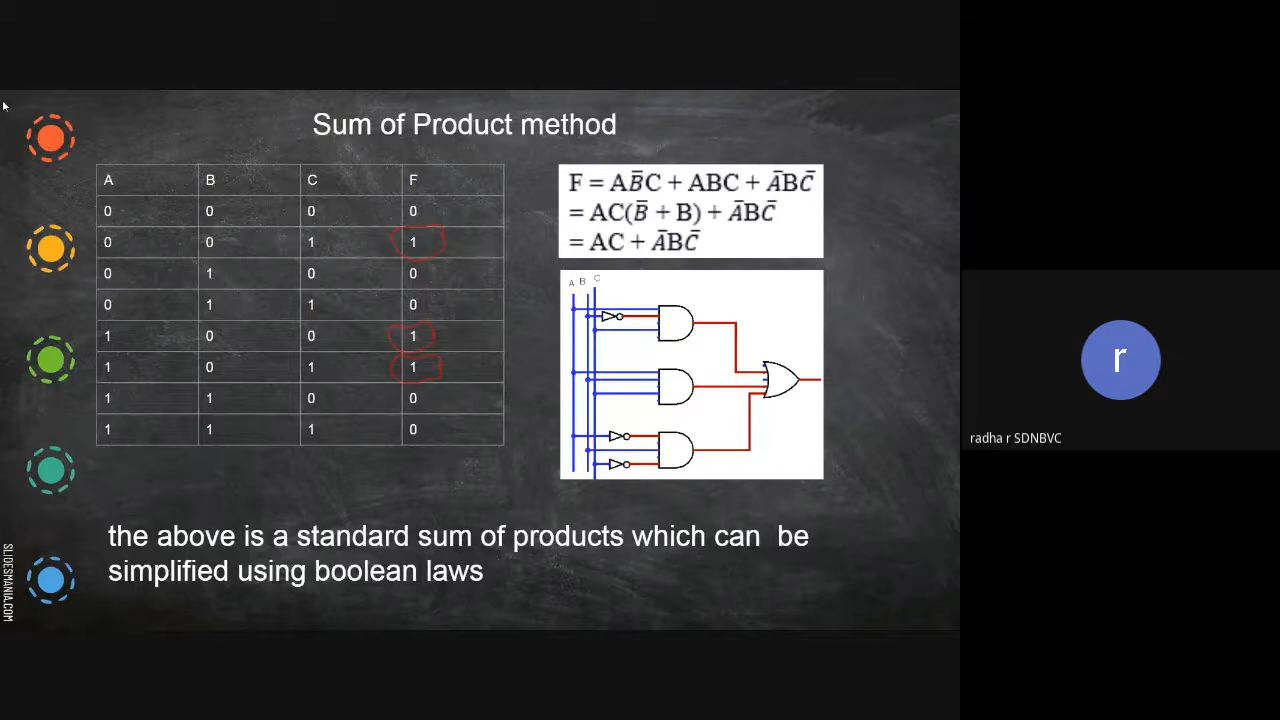 Sum of Product method
A B C F
0 0 0 0
0 0 1 1
0 1 0 0
0 1 1 0
1 0 0 1
1 0 1 1
1 1 0 0
1 1 1 0
F = AB̅C + ABC + A̅BC̅
= AC(B̅ + B) + A̅BC̅
= AC + A̅BC̅
A B C
the above is a standard sum of products which can be
simplified using boolean laws
SLIDESMANIA.COM
r
radha r SDNBVC